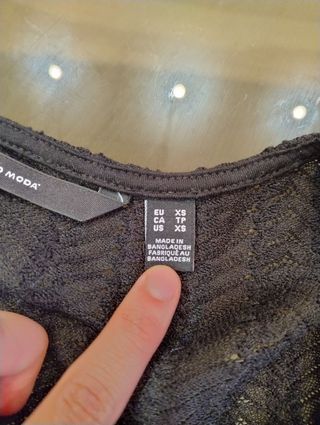 O MODA
EU XS
CA TP
US XS
MADE IN
BANGLADESH
FABRIQUÉ AU
BANGLADESH